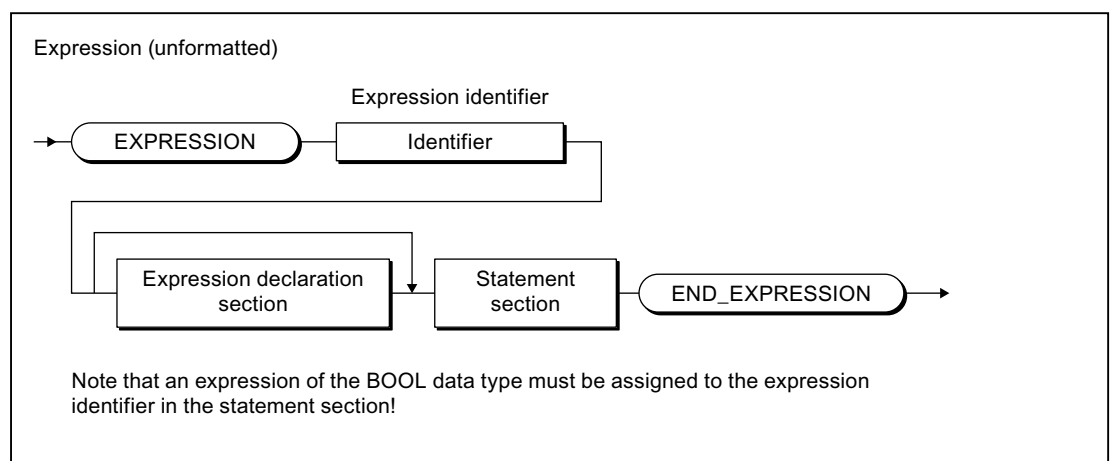 Expression (unformatted)
Expression identifier
EXPRESSION
Identifier
Expression declaration
section
Statement
section
END_EXPRESSION
Note that an expression of the BOOL data type must be assigned to the expression
identifier in the statement section!